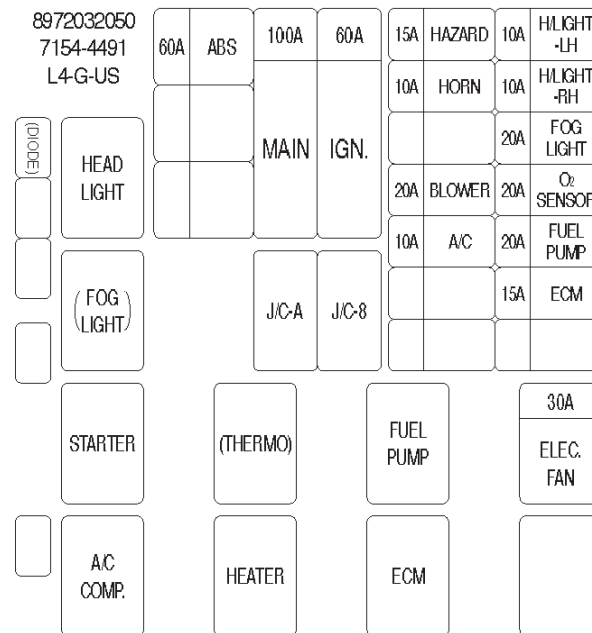 8972032050
7154-4491
L4-G-US
60A ABS
100A
MAIN
60A
IGN.
15A HAZARD
10A H/LIGHT
-LH
10A HORN
10A H/LIGHT
-RH
20A FOG
LIGHT
20A BLOWER
20A O₂
SENSOR
10A A/C
20A FUEL
PUMP
15A ECM
(DIODE)
HEAD
LIGHT
(FOG
LIGHT)
J/C-A
J/C-8
STARTER
(THERMO)
FUEL
PUMP
30A
ELEC.
FAN
A/C
COMP.
HEATER
ECM